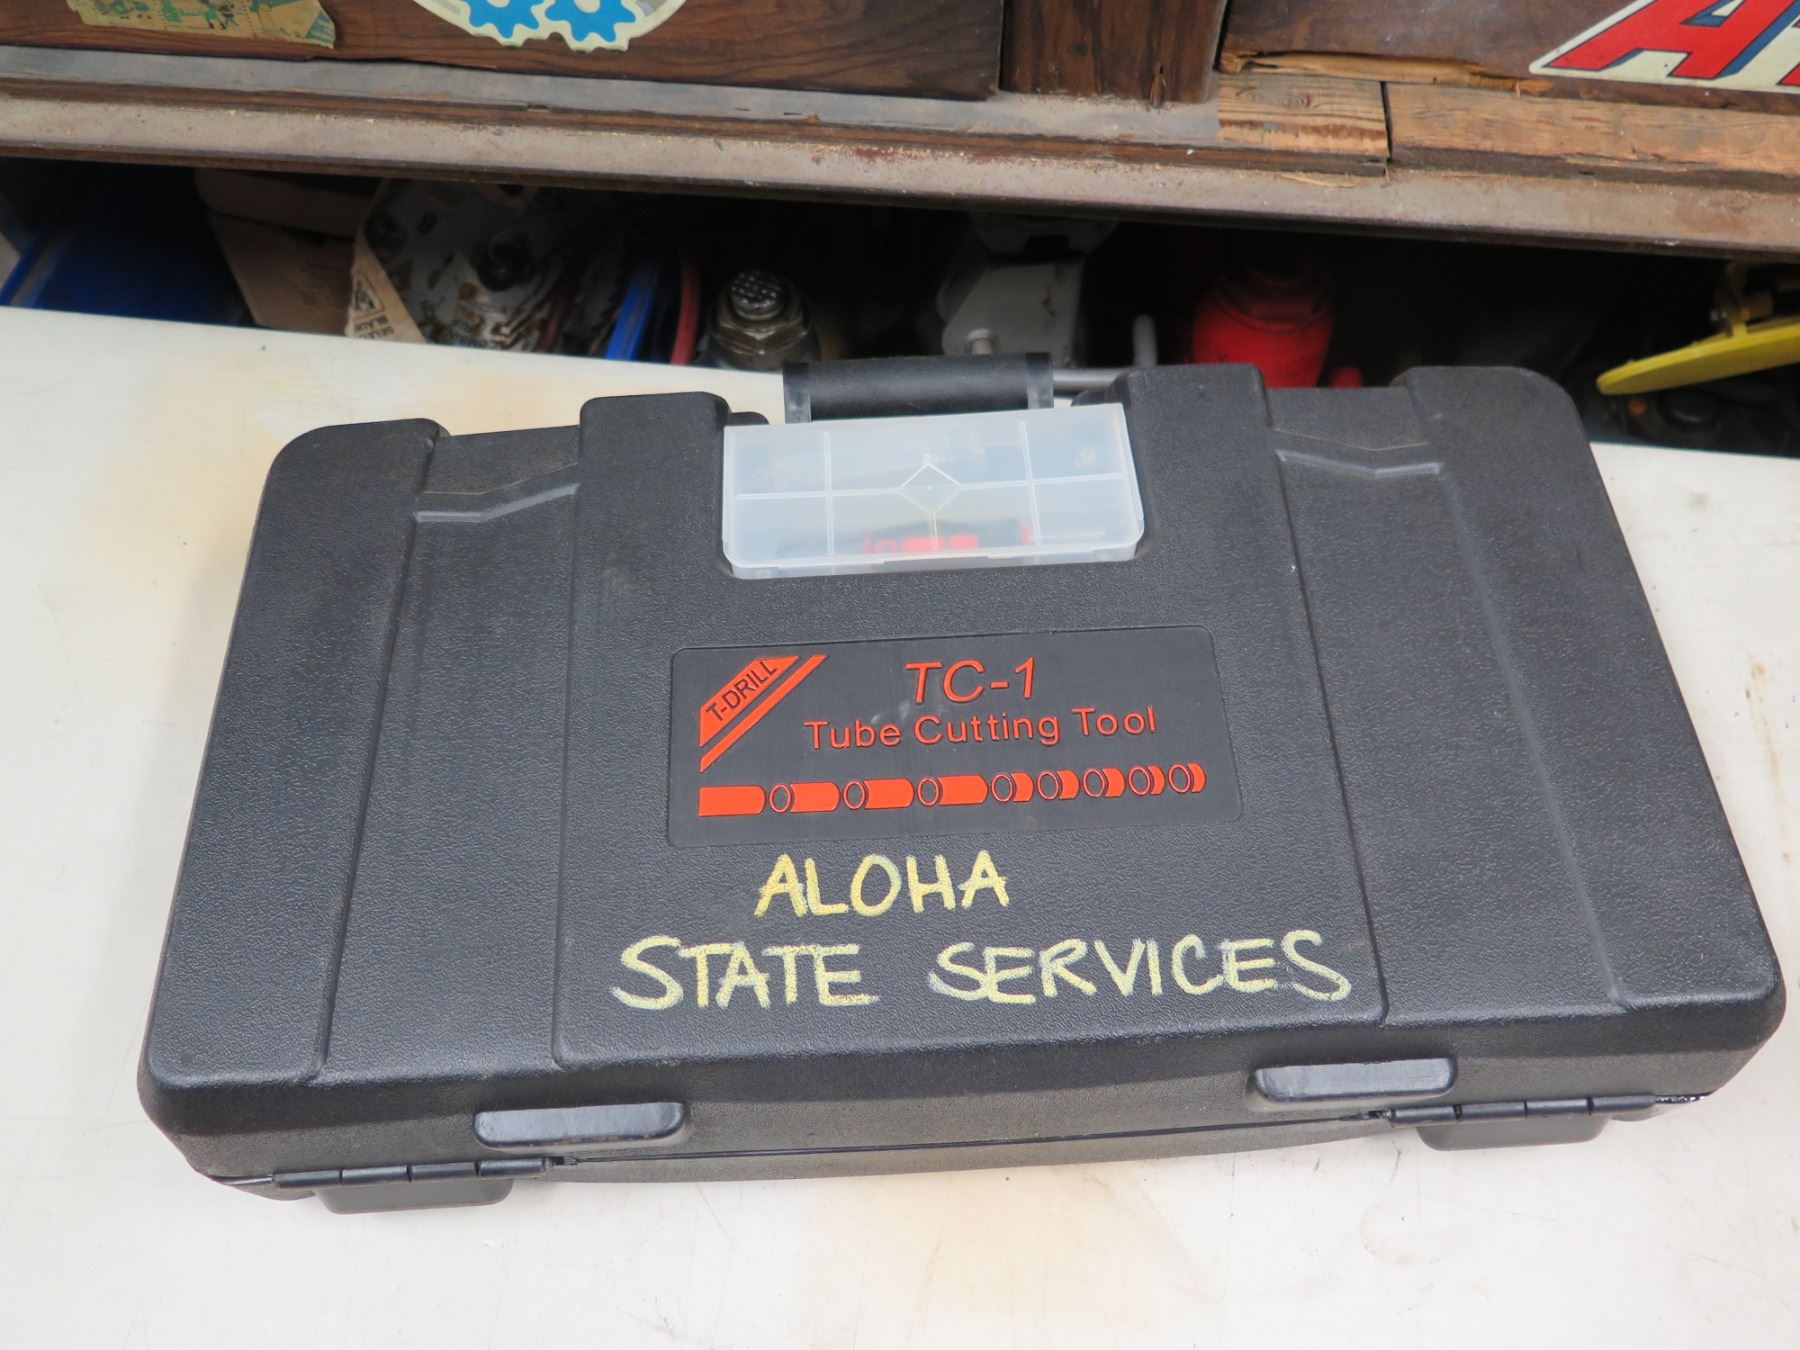 T-DRILL
TC-1
Tube Cutting Tool
ALOHA
STATE SERVICES